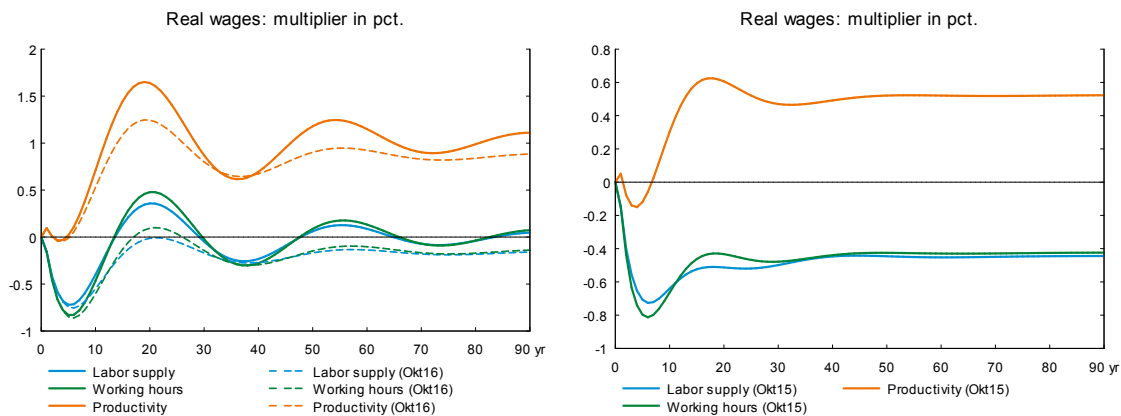 Real wages: multiplier in pct.
2
1.5
1
0.5
0
-0.5
-1
0 10 20 30 40 50 60 70 80 90 yr
Labor supply Labor supply (Okt16)
Working hours Working hours (Okt16)
Productivity Productivity (Okt16)
Real wages: multiplier in pct.
0.8
0.6
0.4
0.2
0
-0.2
-0.4
-0.6
-0.8
-1
0 10 20 30 40 50 60 70 80 90 yr
Labor supply (Okt15) Productivity (Okt15)
Working hours (Okt15)